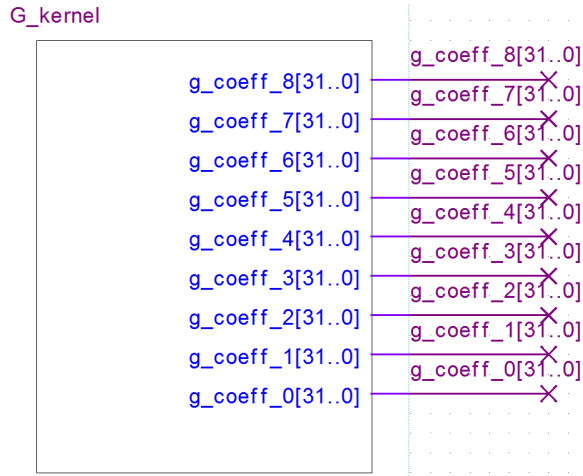 G_kernel
g_coeff_8[31..0]
g_coeff_8[31..0]
g_coeff_7[31..0]
g_coeff_7[31..0]
g_coeff_6[31..0]
g_coeff_6[31..0]
g_coeff_5[31..0]
g_coeff_5[31..0]
g_coeff_4[31..0]
g_coeff_4[31..0]
g_coeff_3[31..0]
g_coeff_3[31..0]
g_coeff_2[31..0]
g_coeff_2[31..0]
g_coeff_1[31..0]
g_coeff_1[31..0]
g_coeff_0[31..0]
g_coeff_0[31..0]